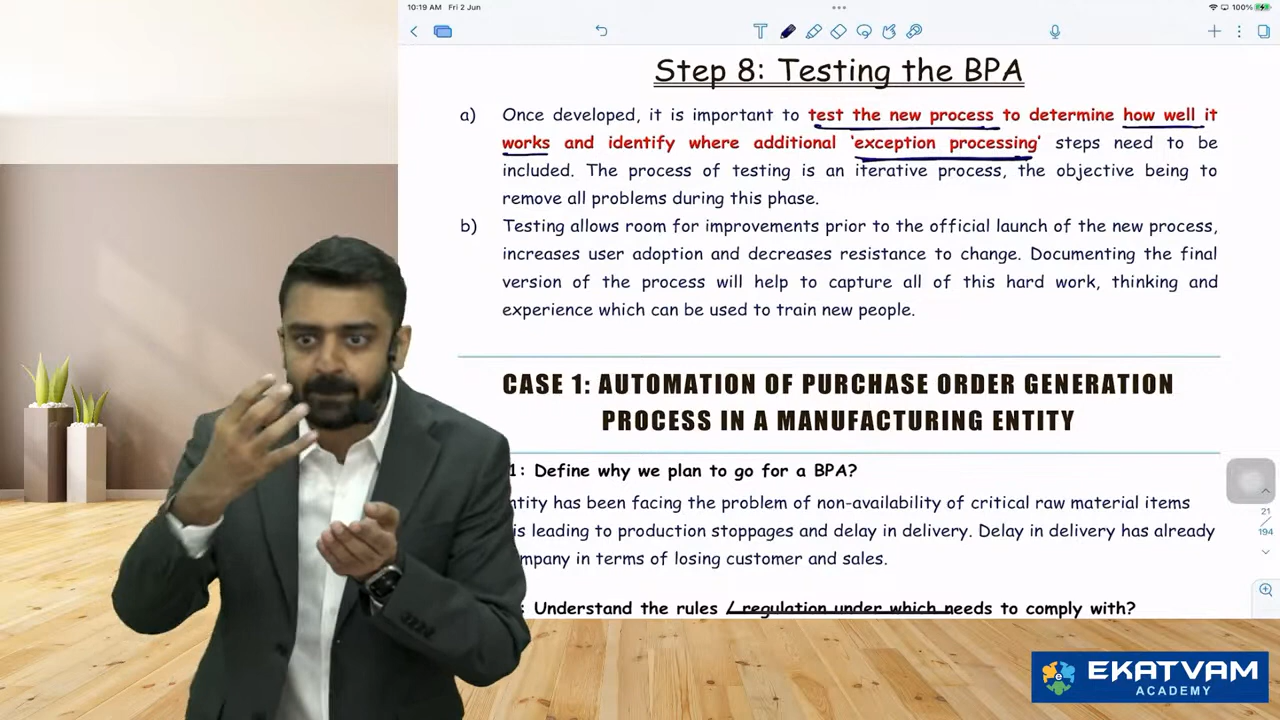 10:19 AM Fri 2 Jun
100%
Step 8: Testing the BPA
a) Once developed, it is important to test the new process to determine how well it
works and identify where additional 'exception processing' steps need to be
included. The process of testing is an iterative process, the objective being to
remove all problems during this phase.
b) Testing allows room for improvements prior to the official launch of the new process,
increases user adoption and decreases resistance to change. Documenting the final
version of the process will help to capture all of this hard work, thinking and
experience which can be used to train new people.
CASE 1: AUTOMATION OF PURCHASE ORDER GENERATION
PROCESS IN A MANUFACTURING ENTITY
1: Define why we plan to go for a BPA?
has been facing the problem of non-availability of critical raw material items
is leading to production stoppages and delay in delivery. Delay in delivery has already
in terms of losing customer and sales.
: Understand the rules / regulation under which needs to comply with?
21
/
194
EKATVAM
ACADEMY